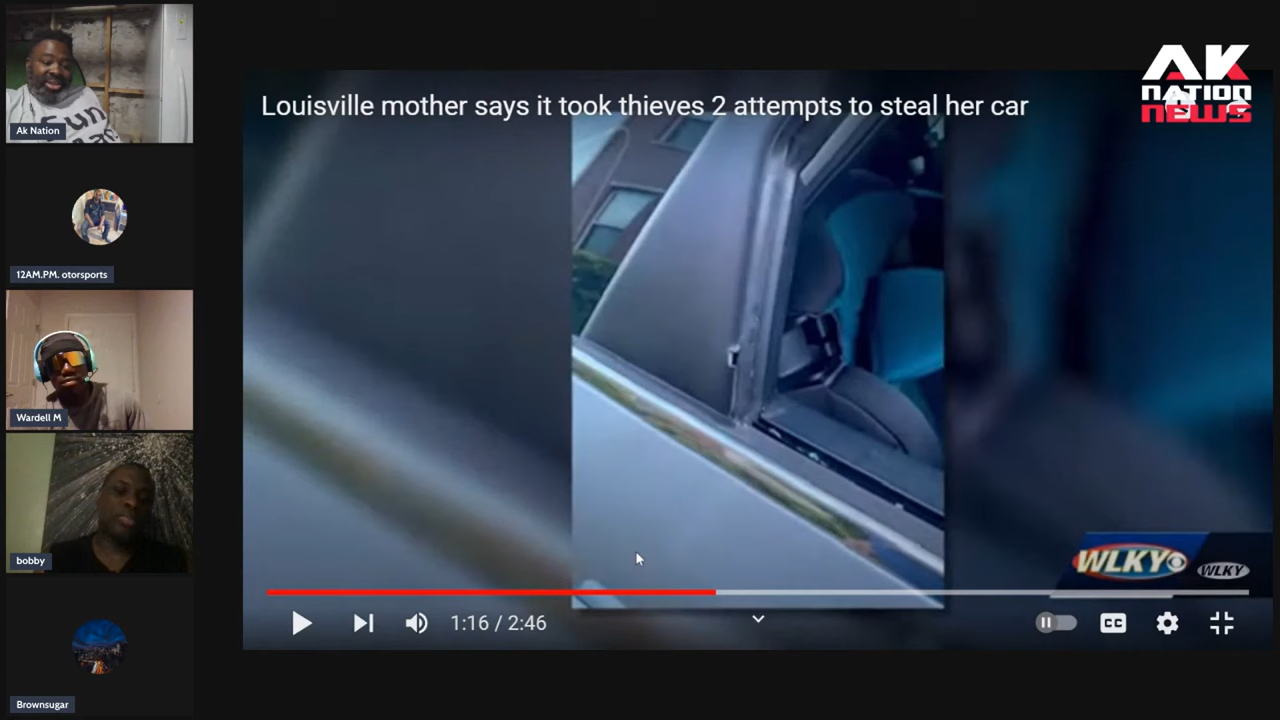 Ak Nation
12AM.PM. otorsports
Wardell M
bobby
Brownsugar
Louisville mother says it took thieves 2 attempts to steal her car
AK
NATION
NEWS
WLKY
WLKY
1:16 / 2:46
CC